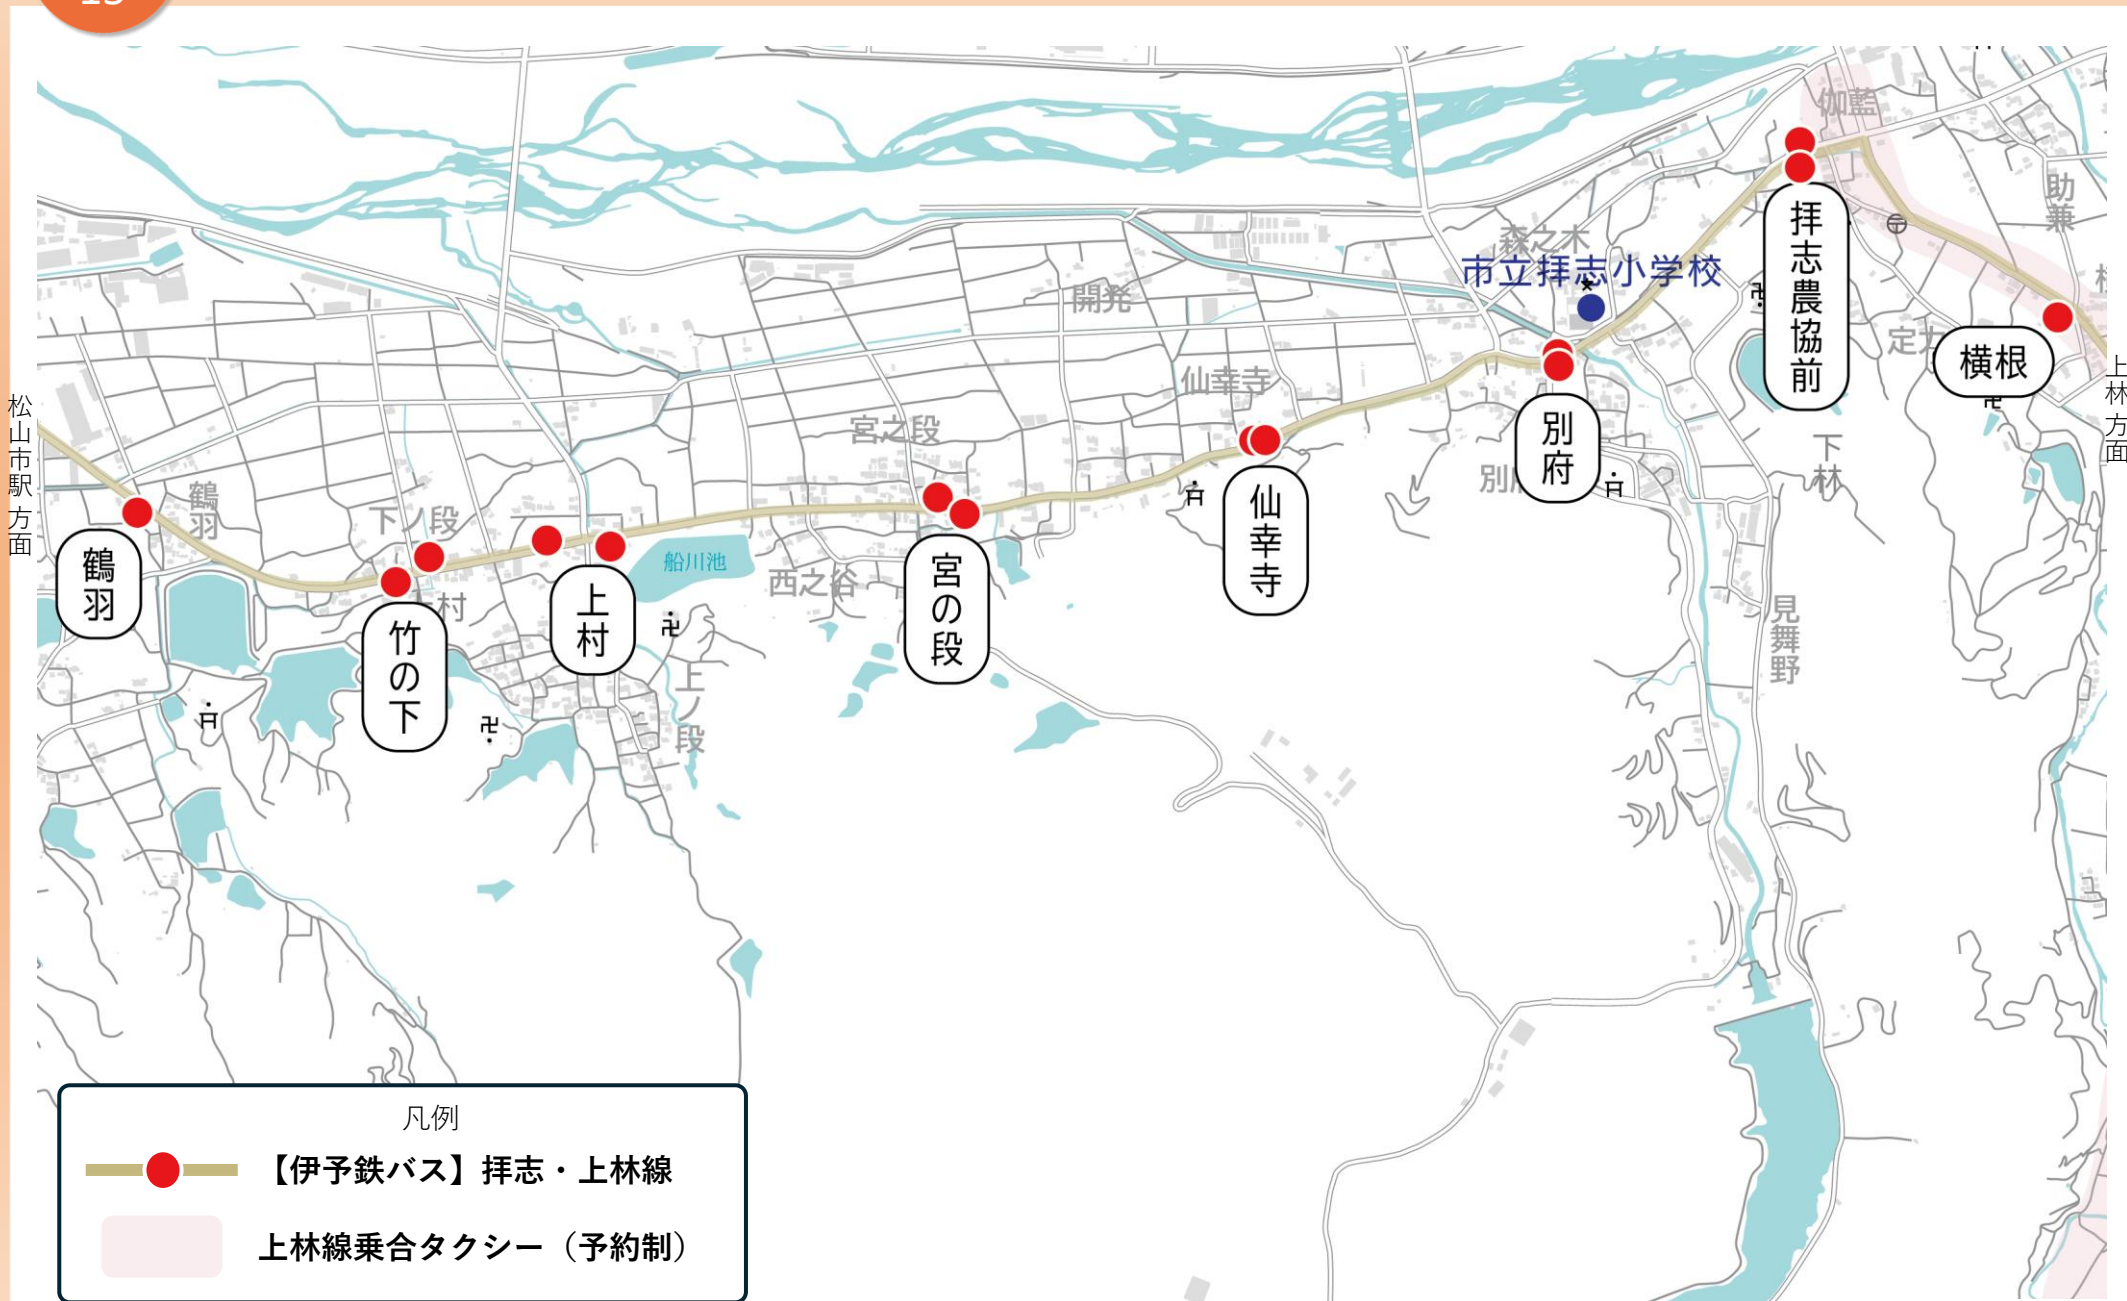 伽藍
助兼
森之木
市立拝志小学校
拝志農協前
開発
横根
仙幸寺
宮之段
別府
上林 方面
松山市駅 方面
下林
鶴羽
下ノ段
仙幸寺
鶴羽
船川池
西之谷
宮の段
上村
竹の下
見舞野
上ノ段
凡例
【伊予鉄バス】拝志・上林線
上林線乗合タクシー（予約制）